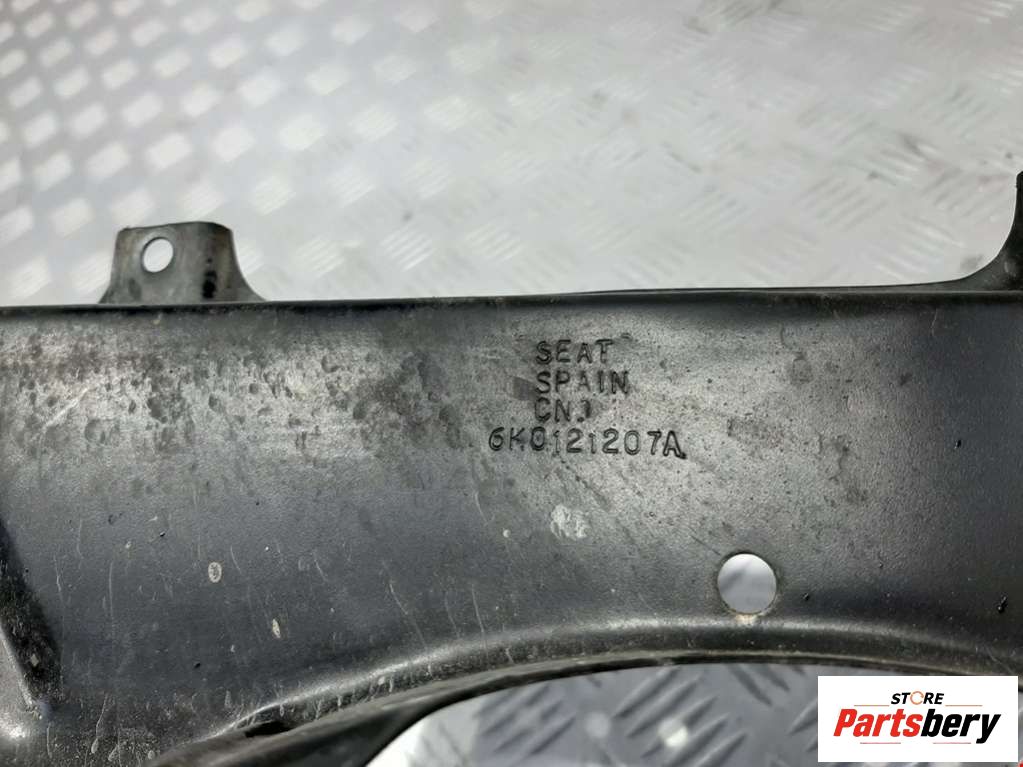 SEAT
SPAIN
CNJ
6K0121207A
STORE
Partsbery